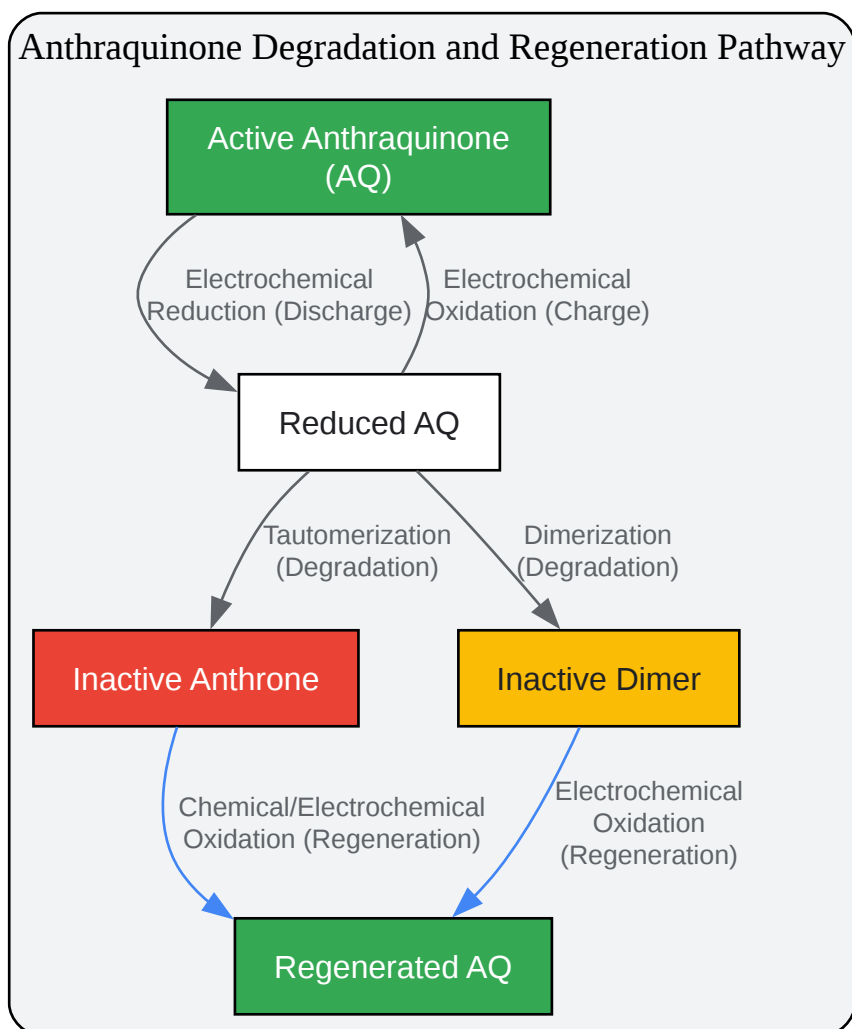 Anthraquinone Degradation and Regeneration Pathway
Active Anthraquinone
(AQ)
Electrochemical
Reduction (Discharge)
Electrochemical
Oxidation (Charge)
Reduced AQ
Tautomerization
(Degradation)
Dimerization
(Degradation)
Inactive Anthrone
Inactive Dimer
Chemical/Electrochemical
Oxidation (Regeneration)
Electrochemical
Oxidation
(Regeneration)
Regenerated AQ